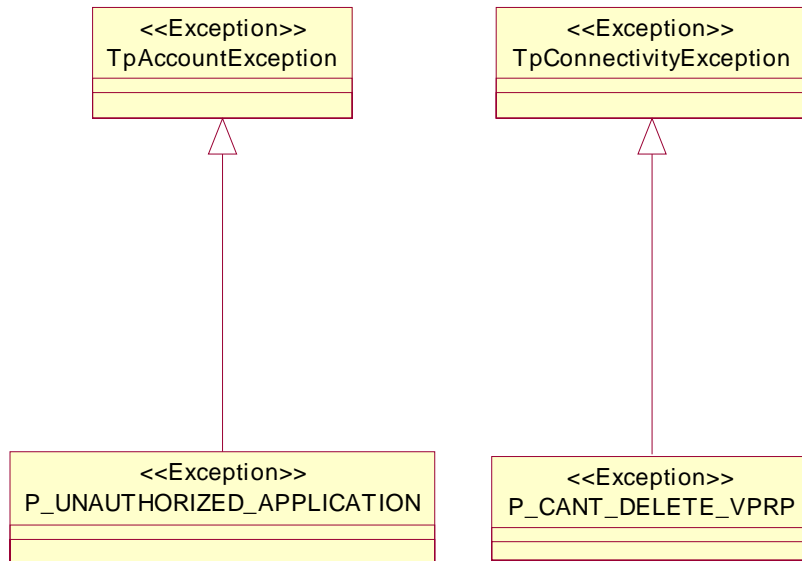 <<Exception>>
TpAccountException
<<Exception>>
TpConnectivityException
<<Exception>>
P_UNAUTHORIZED_APPLICATION
<<Exception>>
P_CANT_DELETE_VPRP